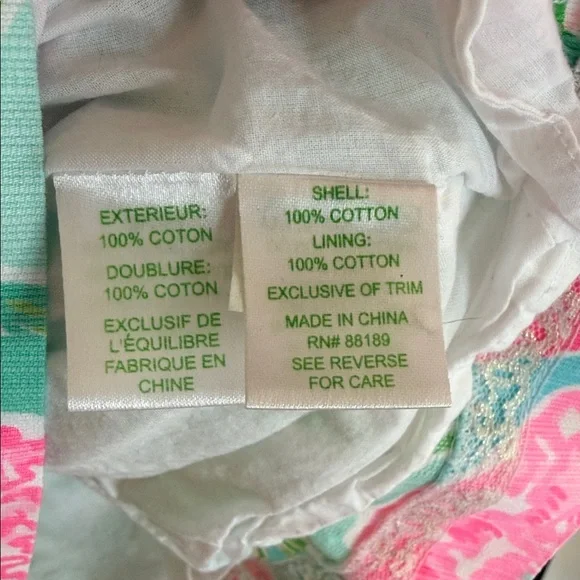 EXTERIEUR:
100% COTON
DOUBLURE:
100% COTON
EXCLUSIF DE
L'ÉQUILIBRE
FABRIQUE EN
CHINE
SHELL:
100% COTTON
LINING:
100% COTTON
EXCLUSIVE OF TRIM
MADE IN CHINA
RN# 88189
SEE REVERSE
FOR CARE